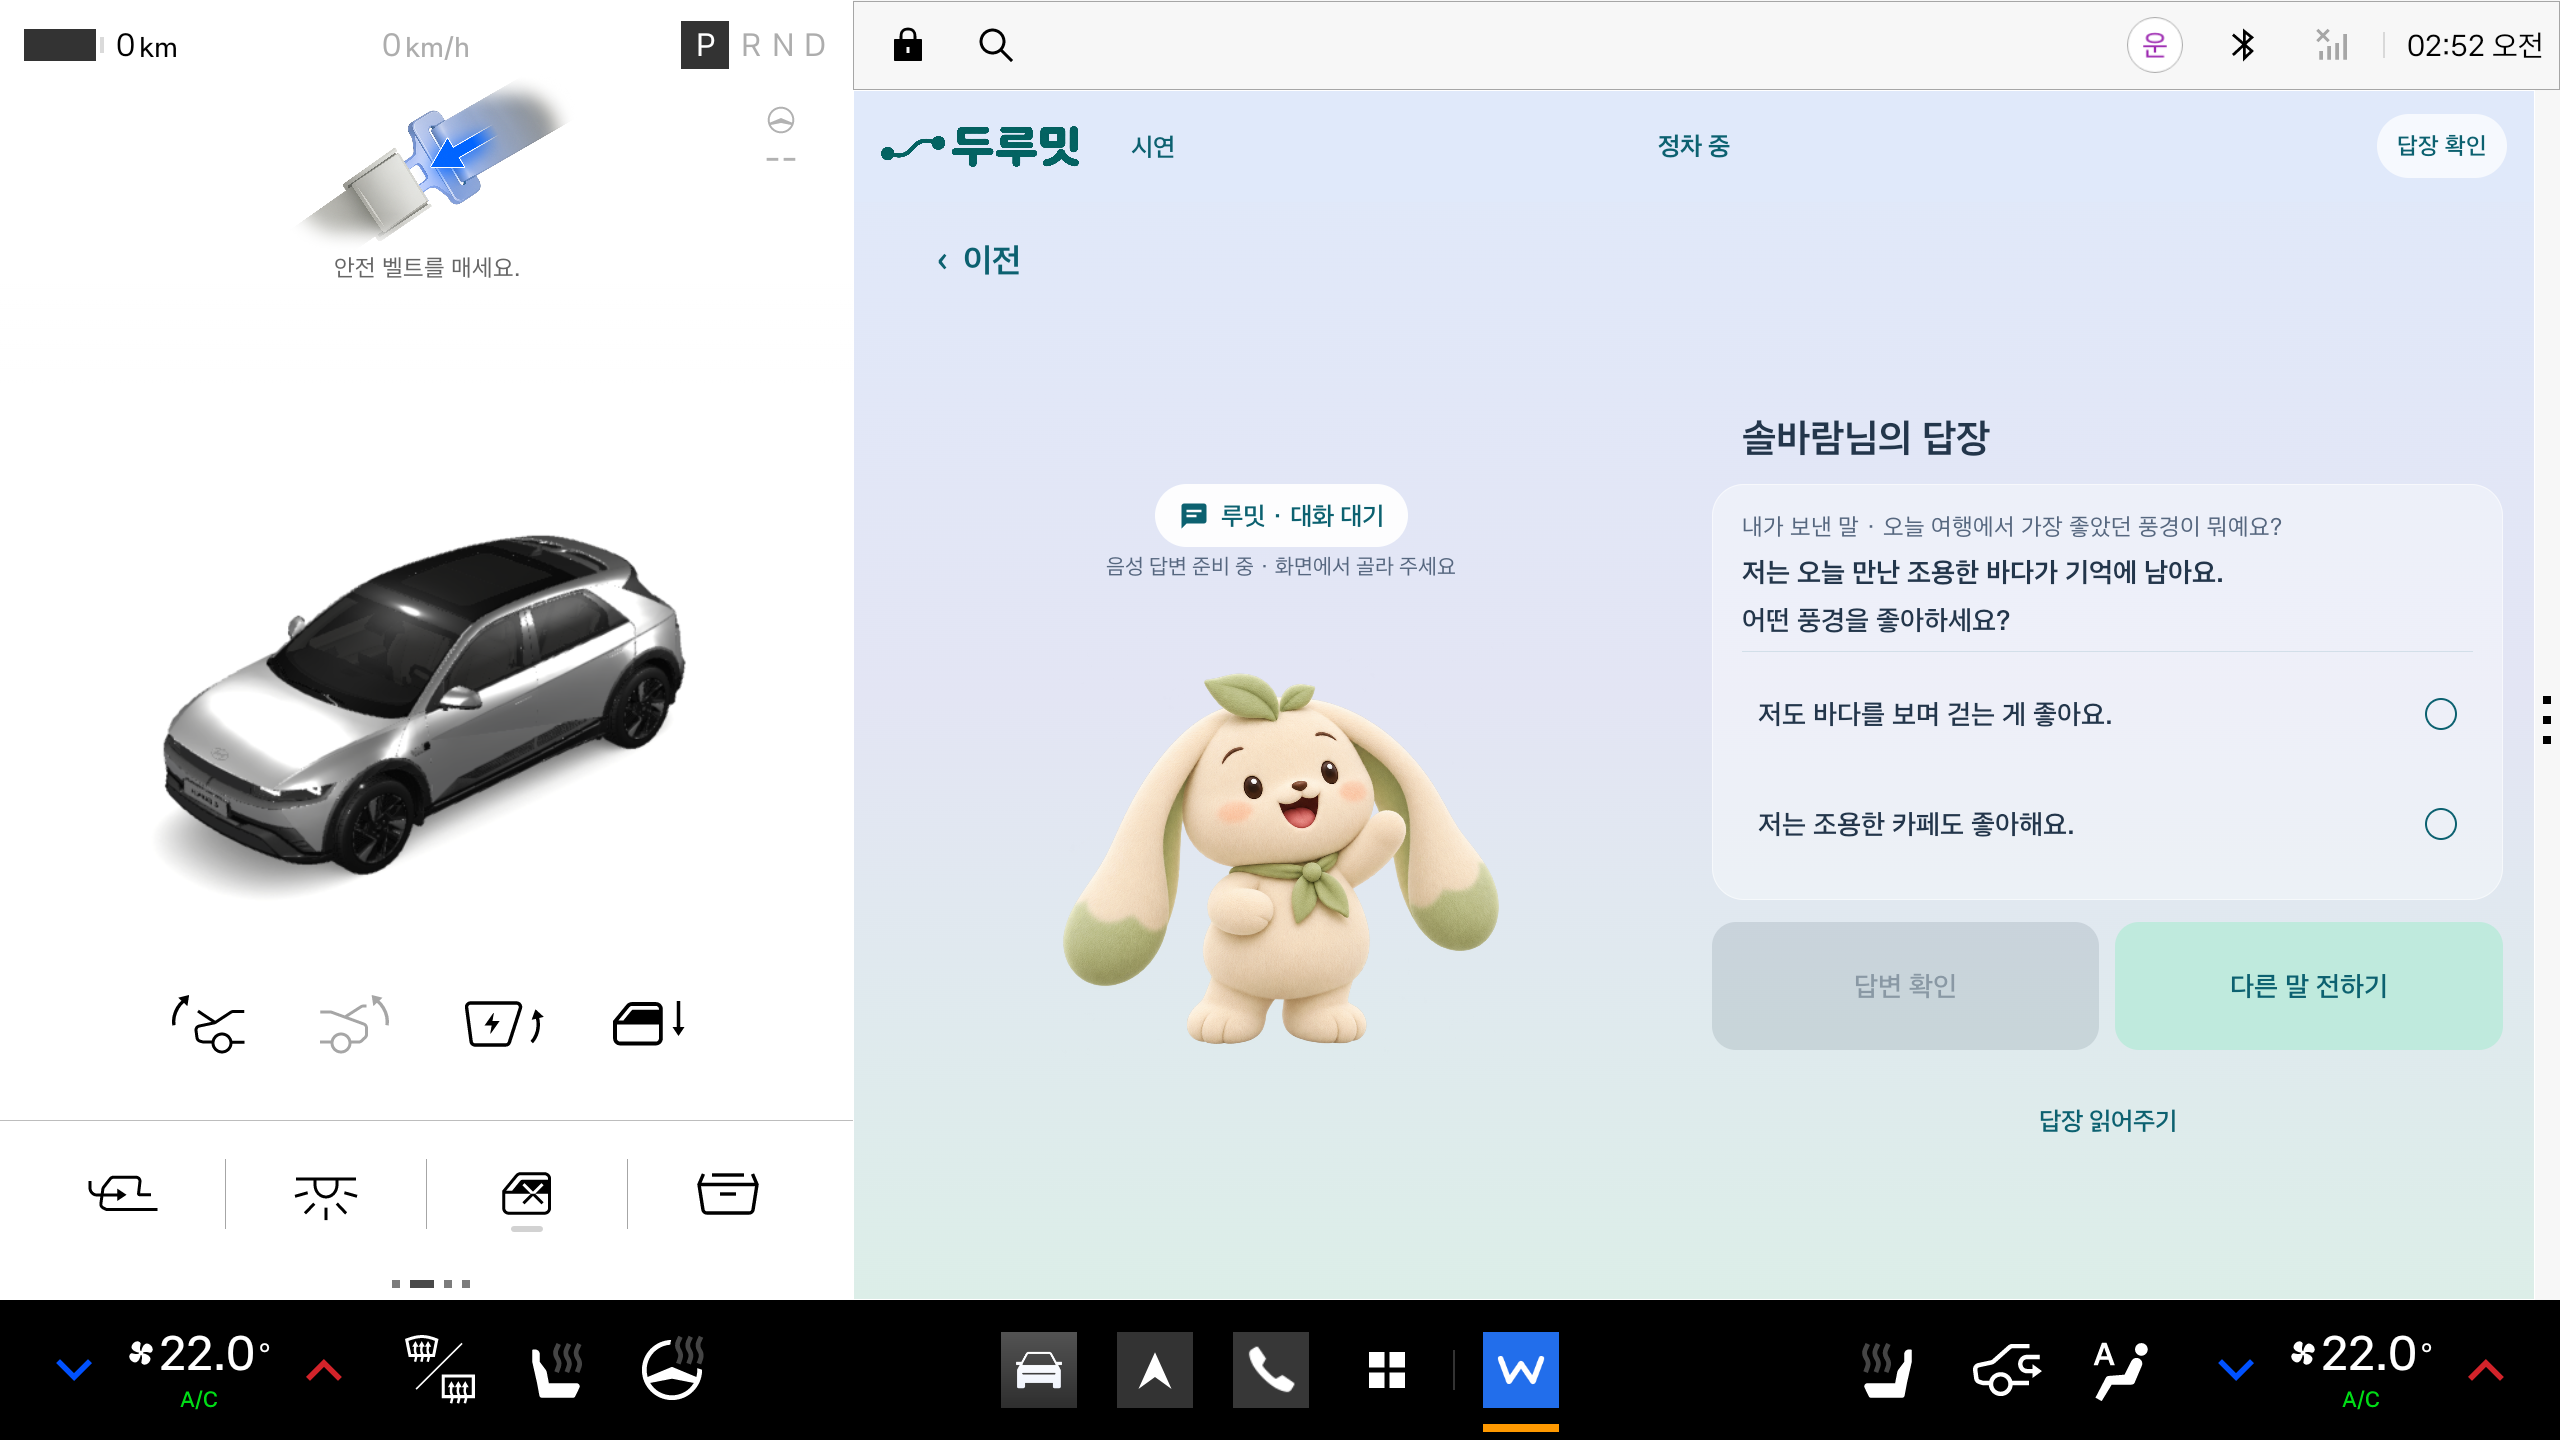 0 km
0 km/h
P R N D
운
02:52 오전
안전 벨트를 매세요.
두루밋
시연
정차 중
답장 확인
‹ 이전
루밋 · 대화 대기
음성 답변 준비 중 · 화면에서 골라 주세요
솔바람님의 답장
내가 보낸 말 · 오늘 여행에서 가장 좋았던 풍경이 뭐예요?
저는 오늘 만난 조용한 바다가 기억에 남아요.
어떤 풍경을 좋아하세요?
저도 바다를 보며 걷는 게 좋아요.
저는 조용한 카페도 좋아해요.
답변 확인
다른 말 전하기
답장 읽어주기
22.0°
A/C
A
22.0°
A/C